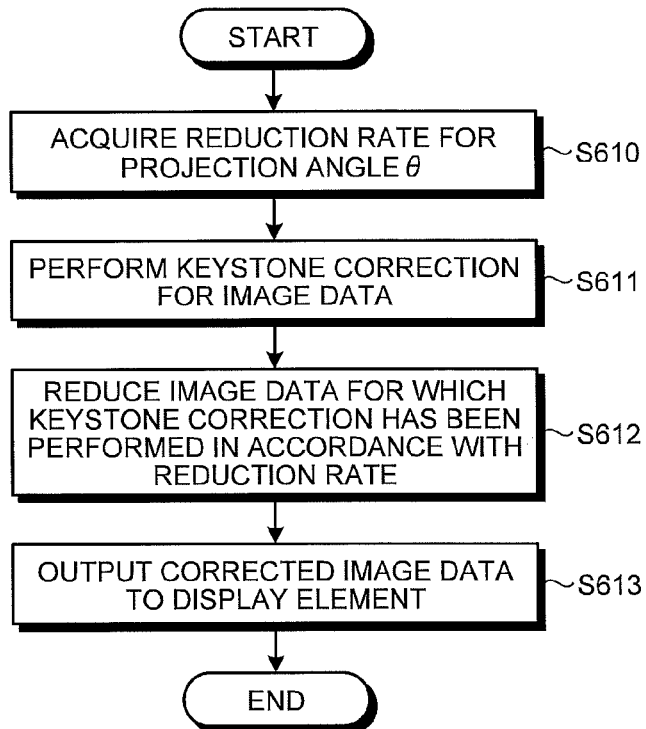 START
ACQUIRE REDUCTION RATE FOR
PROJECTION ANGLE θ
S610
PERFORM KEYSTONE CORRECTION
FOR IMAGE DATA
S611
REDUCE IMAGE DATA FOR WHICH
KEYSTONE CORRECTION HAS BEEN
PERFORMED IN ACCORDANCE WITH
REDUCTION RATE
S612
OUTPUT CORRECTED IMAGE DATA
TO DISPLAY ELEMENT
S613
END